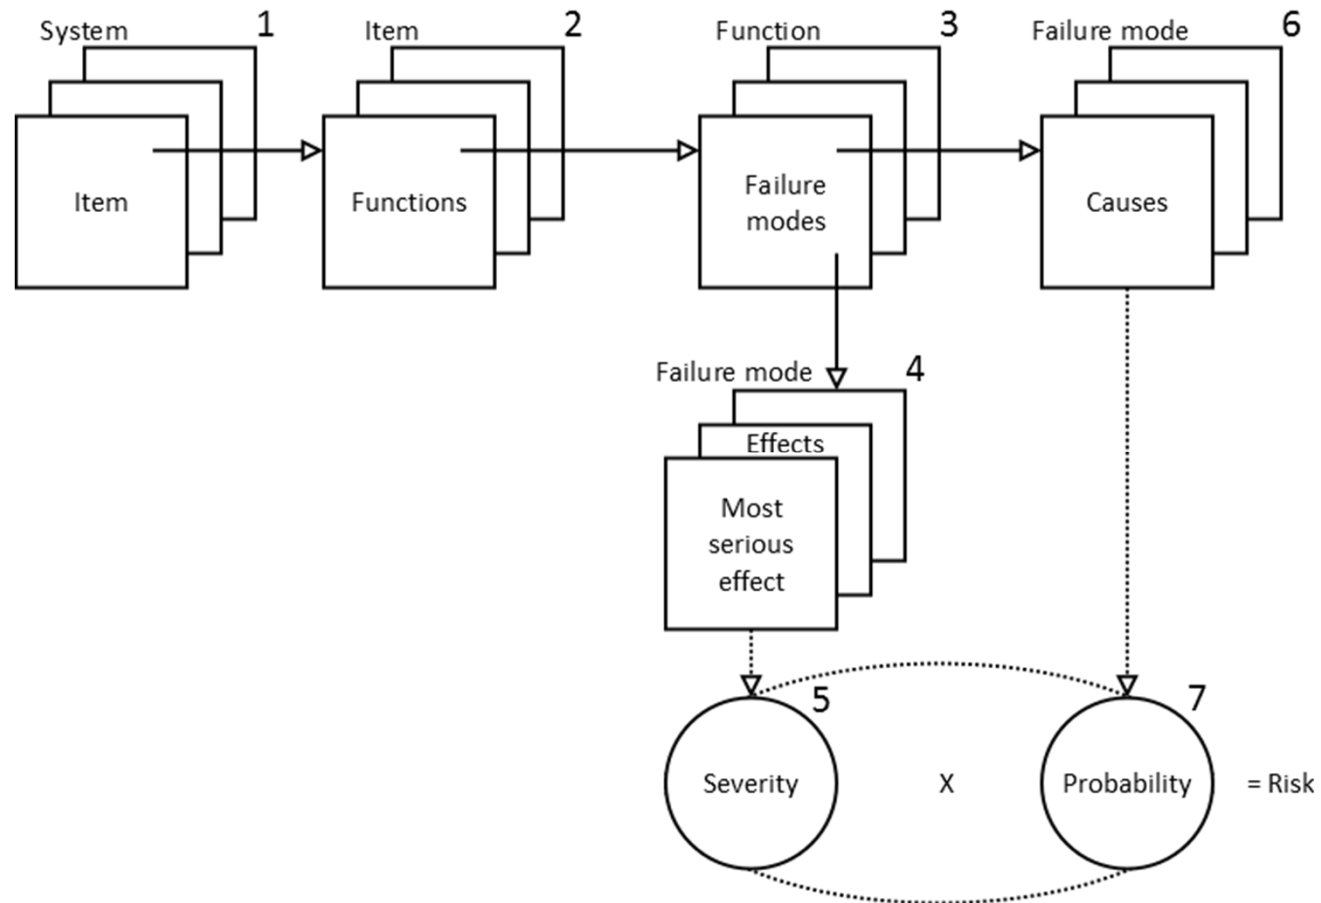 System 1
Item 2
Function 3
Failure mode 6
Item
Functions
Failure
modes
Causes
Failure mode 4
Effects
Most
serious
effect
5
7
Severity
X
Probability
= Risk